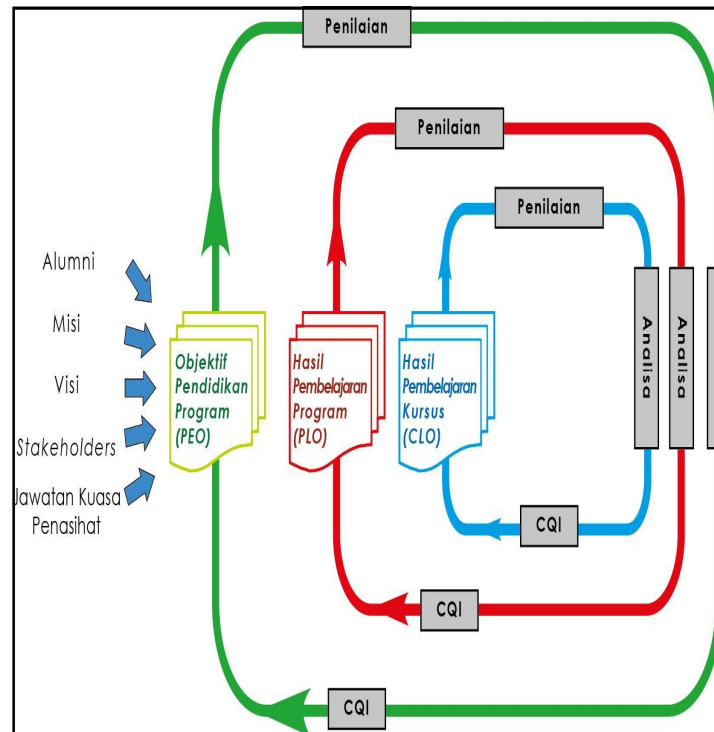 Penilaian
Penilaian
Penilaian
Alumni
Misi
Visi
Stakeholders
Jawatan Kuasa
Penasihat
Objektif
Pendidikan
Program
(PEO)
Hasil
Pembelajaran
Program
(PLO)
Hasil
Pembelajaran
Kursus
(CLO)
Analisa
Analisa
CQI
CQI
CQI